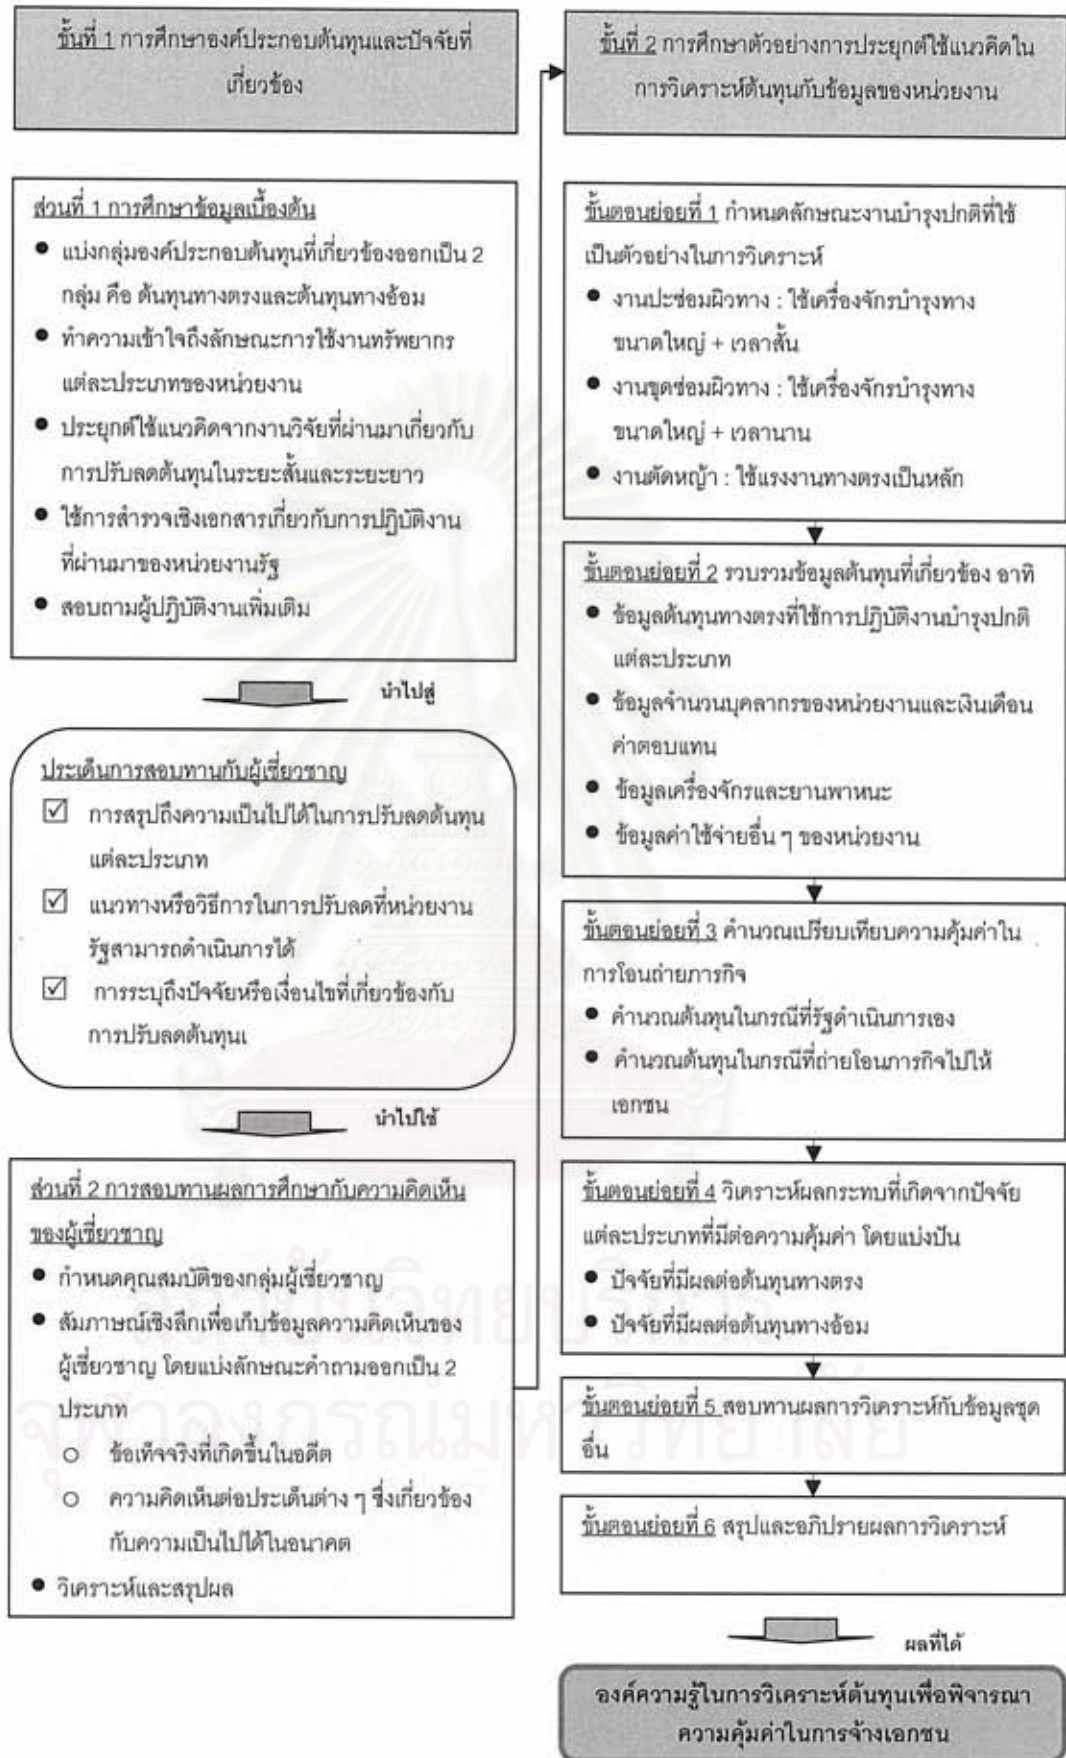 ขั้นที่ 1 การศึกษาองค์ประกอบต้นทุนและปัจจัยที่
เกี่ยวข้อง
ส่วนที่ 1 การศึกษาข้อมูลเบื้องต้น
● แบ่งกลุ่มองค์ประกอบต้นทุนที่เกี่ยวข้องออกเป็น 2
กลุ่ม คือ ต้นทุนทางตรงและต้นทุนทางอ้อม
● ทำความเข้าใจถึงลักษณะการใช้งานทรัพยากร
แต่ละประเภทของหน่วยงาน
● ประยุกต์ใช้แนวคิดจากงานวิจัยที่ผ่านมาเกี่ยวกับ
การปรับลดต้นทุนในระยะสั้นและระยะยาว
● ใช้การสำรวจเชิงเอกสารเกี่ยวกับการปฏิบัติงาน
ที่ผ่านมาของหน่วยงานรัฐ
● สอบถามผู้ปฏิบัติงานเพิ่มเติม
นำไปสู่
ประเด็นการสอบทานกับผู้เชี่ยวชาญ
☑ การสรุปถึงความเป็นไปได้ในการปรับลดต้นทุน
แต่ละประเภท
☑ แนวทางหรือวิธีการในการปรับลดที่หน่วยงาน
รัฐสามารถดำเนินการได้
☑ การระบุถึงปัจจัยหรือเงื่อนไขที่เกี่ยวข้องกับ
การปรับลดต้นทุนเ
นำไปใช้
ส่วนที่ 2 การสอบทานผลการศึกษากับความคิดเห็น
ของผู้เชี่ยวชาญ
● กำหนดคุณสมบัติของกลุ่มผู้เชี่ยวชาญ
● สัมภาษณ์เชิงลึกเพื่อเก็บข้อมูลความคิดเห็นของ
ผู้เชี่ยวชาญ โดยแบ่งลักษณะคำถามออกเป็น 2
ประเภท
○ ข้อเท็จจริงที่เกิดขึ้นในอดีต
○ ความคิดเห็นต่อประเด็นต่าง ๆ ซึ่งเกี่ยวข้อง
กับความเป็นไปได้ในอนาคต
● วิเคราะห์และสรุปผล
ขั้นที่ 2 การศึกษาตัวอย่างการประยุกต์ใช้แนวคิดใน
การวิเคราะห์ต้นทุนกับข้อมูลของหน่วยงาน
ขั้นตอนย่อยที่ 1 กำหนดลักษณะงานบำรุงปกติที่ใช้
เป็นตัวอย่างในการวิเคราะห์
● งานปะซ่อมผิวทาง : ใช้เครื่องจักรบำรุงทาง
ขนาดใหญ่ + เวลาสั้น
● งานขุดซ่อมผิวทาง : ใช้เครื่องจักรบำรุงทาง
ขนาดใหญ่ + เวลานาน
● งานตัดหญ้า : ใช้แรงงานทางตรงเป็นหลัก
ขั้นตอนย่อยที่ 2 รวบรวมข้อมูลต้นทุนที่เกี่ยวข้อง อาทิ
● ข้อมูลต้นทุนทางตรงที่ใช้การปฏิบัติงานบำรุงปกติ
แต่ละประเภท
● ข้อมูลจำนวนบุคลากรของหน่วยงานและเงินเดือน
ค่าตอบแทน
● ข้อมูลเครื่องจักรและยานพาหนะ
● ข้อมูลค่าใช้จ่ายอื่น ๆ ของหน่วยงาน
ขั้นตอนย่อยที่ 3 คำนวณเปรียบเทียบความคุ้มค่าใน
การโอนถ่ายภารกิจ
● คำนวณต้นทุนในกรณีที่รัฐดำเนินการเอง
● คำนวณต้นทุนในกรณีที่ถ่ายโอนภารกิจไปให้
เอกชน
ขั้นตอนย่อยที่ 4 วิเคราะห์ผลกระทบที่เกิดจากปัจจัย
แต่ละประเภทที่มีต่อความคุ้มค่า โดยแบ่งปัน
● ปัจจัยที่มีผลต่อต้นทุนทางตรง
● ปัจจัยที่มีผลต่อต้นทุนทางอ้อม
ขั้นตอนย่อยที่ 5 สอบทานผลการวิเคราะห์กับข้อมูลชุด
อื่น
ขั้นตอนย่อยที่ 6 สรุปและอภิปรายผลการวิเคราะห์
ผลที่ได้
องค์ความรู้ในการวิเคราะห์ต้นทุนเพื่อพิจารณา
ความคุ้มค่าในการจ้างเอกชน
สถาบันวิทยบริการ
จุฬาลงกรณ์มหาวิทยาลัย